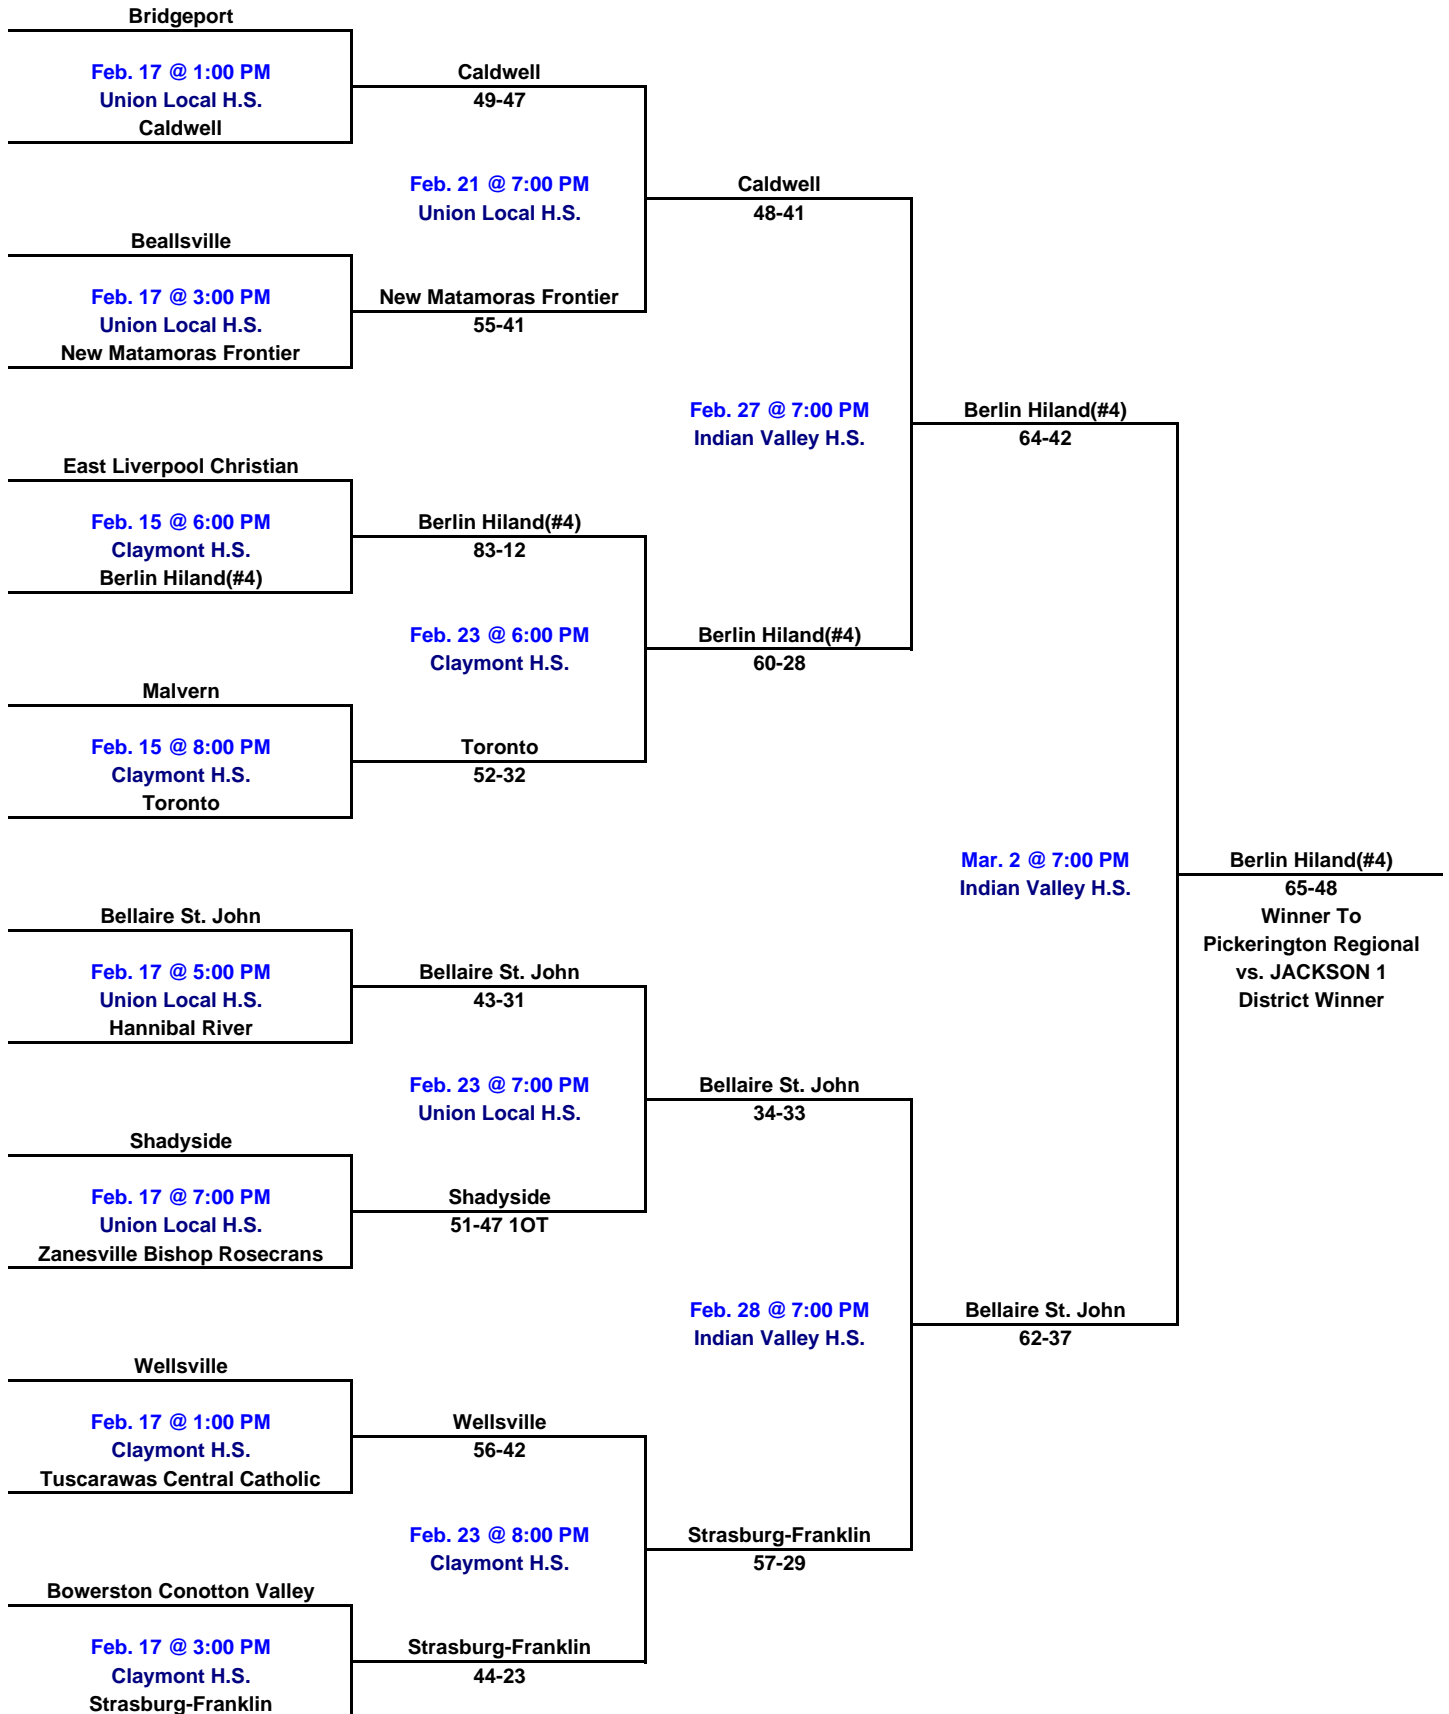 Bridgeport
Feb. 17 @ 1:00 PM
Union Local H.S.
Caldwell
Caldwell
49-47
Feb. 21 @ 7:00 PM
Union Local H.S.
Caldwell
48-41
Beallsville
Feb. 17 @ 3:00 PM
Union Local H.S.
New Matamoras Frontier
New Matamoras Frontier
55-41
Feb. 27 @ 7:00 PM
Indian Valley H.S.
Berlin Hiland(#4)
64-42
East Liverpool Christian
Feb. 15 @ 6:00 PM
Claymont H.S.
Berlin Hiland(#4)
Berlin Hiland(#4)
83-12
Feb. 23 @ 6:00 PM
Claymont H.S.
Berlin Hiland(#4)
60-28
Malvern
Feb. 15 @ 8:00 PM
Claymont H.S.
Toronto
Toronto
52-32
Mar. 2 @ 7:00 PM
Indian Valley H.S.
Berlin Hiland(#4)
65-48
Winner To
Pickerington Regional
vs. JACKSON 1
District Winner
Bellaire St. John
Feb. 17 @ 5:00 PM
Union Local H.S.
Hannibal River
Bellaire St. John
43-31
Feb. 23 @ 7:00 PM
Union Local H.S.
Bellaire St. John
34-33
Shadyside
Feb. 17 @ 7:00 PM
Union Local H.S.
Zanesville Bishop Rosecrans
Shadyside
51-47 1OT
Feb. 28 @ 7:00 PM
Indian Valley H.S.
Bellaire St. John
62-37
Wellsville
Feb. 17 @ 1:00 PM
Claymont H.S.
Tuscarawas Central Catholic
Wellsville
56-42
Feb. 23 @ 8:00 PM
Claymont H.S.
Strasburg-Franklin
57-29
Bowerston Conotton Valley
Feb. 17 @ 3:00 PM
Claymont H.S.
Strasburg-Franklin
Strasburg-Franklin
44-23